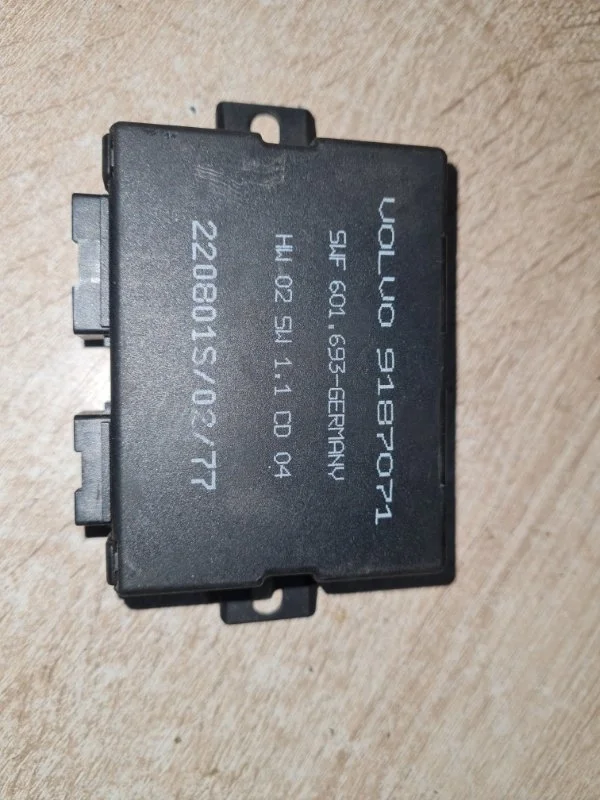 VOLVO 9187071
SWF 601.693-GERMANY
HW 02 SW 1.1 CD 04
220801S/02/77